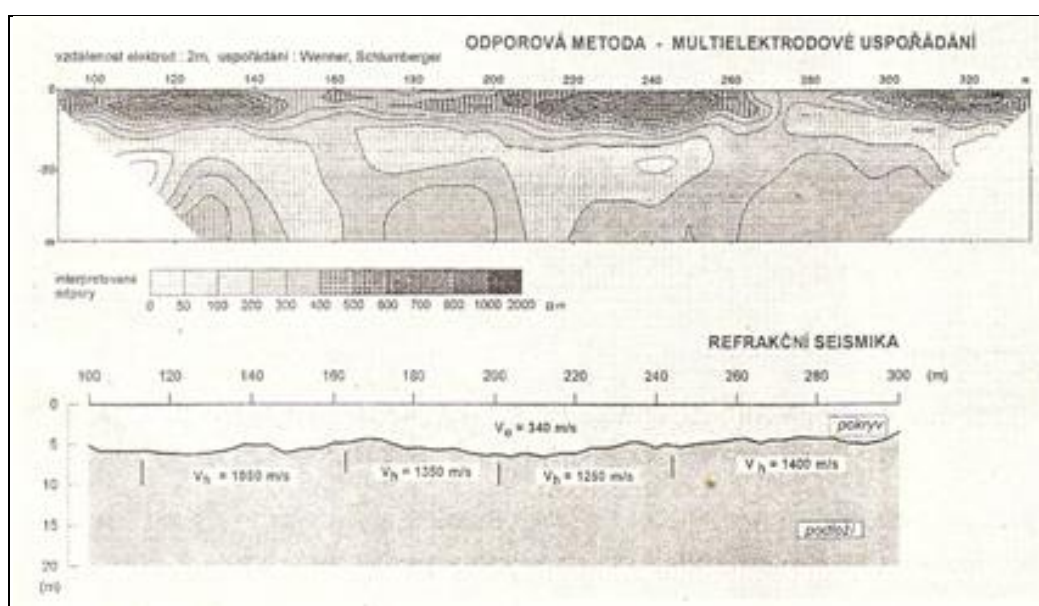 ODPOROVÁ METODA - MULTIELEKTRODOVÉ USPOŘÁDÁNÍ
vzdálenost elektrod : 2m, uspořádání : Wenner, Schlumberger
100 120 140 160 180 200 220 240 260 280 300 320 m
0
interpretované
odpory
0 50 100 200 300 400 500 600 700 800 1000 2000
REFRAKČNÍ SEISMIKA
100 120 140 160 180 200 220 240 260 280 300 (m)
0
V₀ = 340 m/s
pokryv
5
Vh = 1350 m/s
Vh = 1250 m/s
Vh = 1400 m/s
10
15
podloží
20
(m)